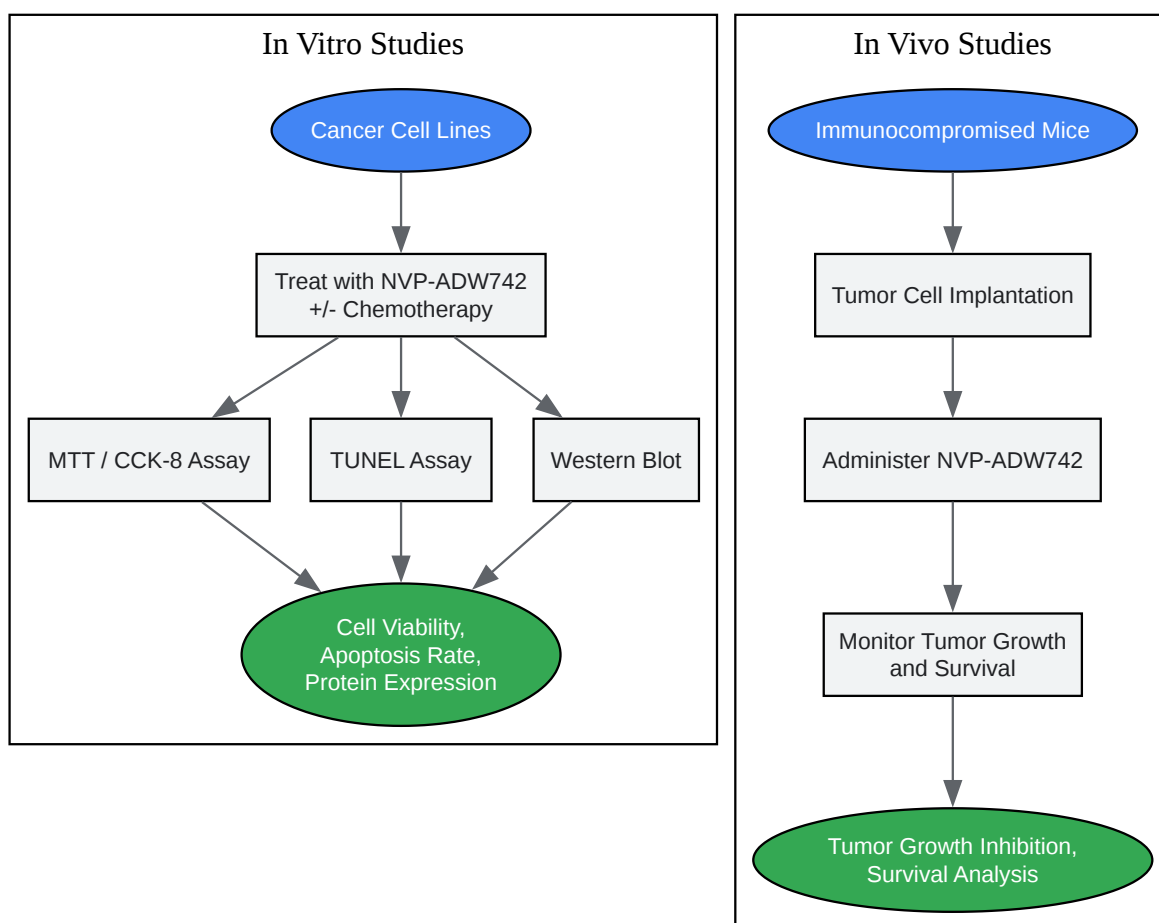 In Vitro Studies
Cancer Cell Lines
Treat with NVP-ADW742
+/- Chemotherapy
MTT / CCK-8 Assay
TUNEL Assay
Western Blot
Cell Viability,
Apoptosis Rate,
Protein Expression
In Vivo Studies
Immunocompromised Mice
Tumor Cell Implantation
Administer NVP-ADW742
Monitor Tumor Growth
and Survival
Tumor Growth Inhibition,
Survival Analysis